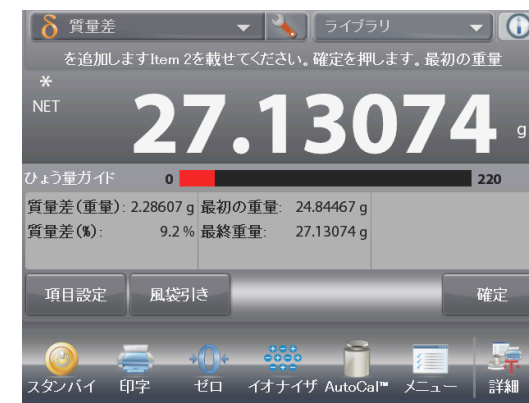 δ 質量差 ライブラリ
を追加しますItem 2を載せてください。確定を押します。最初の重量
*
NET 27.13074 g
ひょう量ガイド 0 220
質量差(重量): 2.28607 g 最初の重量: 24.84467 g
質量差(%): 9.2 % 最終重量: 27.13074 g
項目設定 風袋引き 確定
スタンバイ 印字 ゼロ イオナイザ AutoCal™ メニュー 詳細